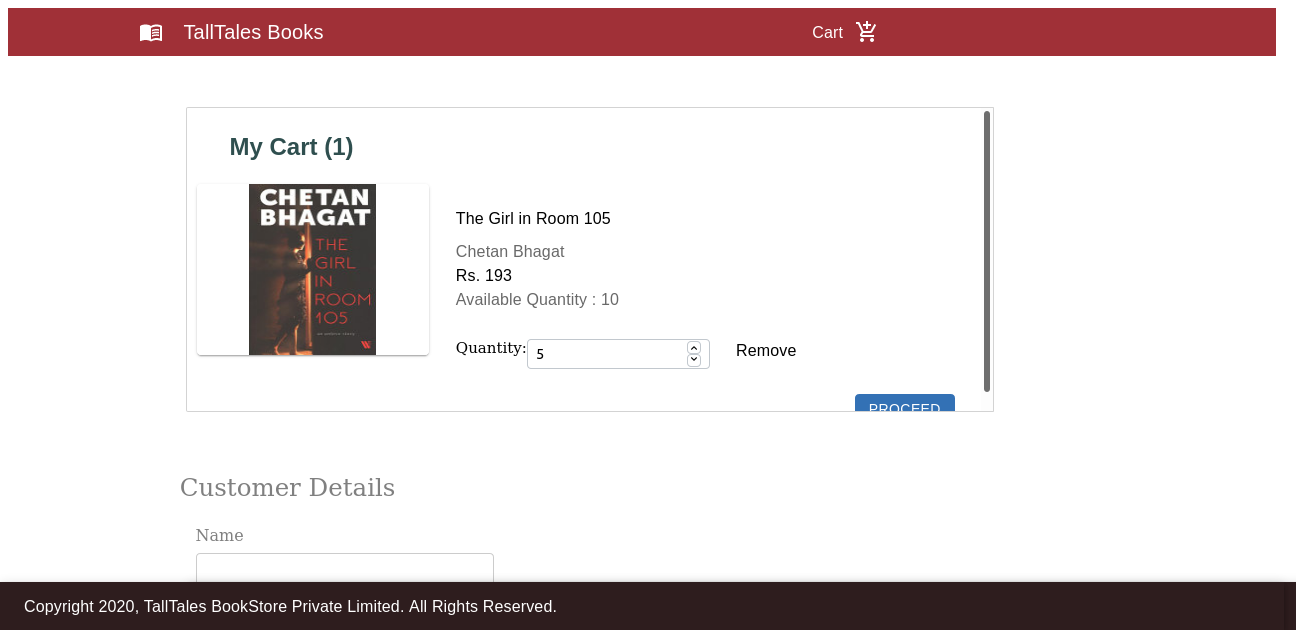 TallTales Books
Cart
My Cart (1)
CHETAN
BHAGAT
THE
GIRL
IN
ROOM
105
The Girl in Room 105
Chetan Bhagat
Rs. 193
Available Quantity : 10
Quantity: 5
Remove
PROCEED
Customer Details
Name
Copyright 2020, TallTales BookStore Private Limited. All Rights Reserved.